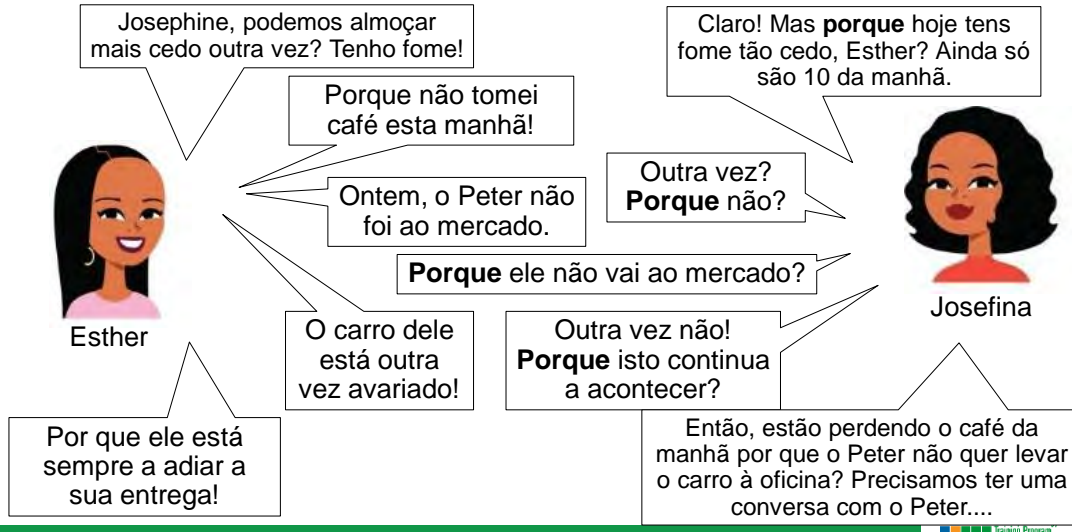 Josephine, podemos almoçar
mais cedo outra vez? Tenho fome!
Claro! Mas porque hoje tens
fome tão cedo, Esther? Ainda só
são 10 da manhã.
Porque não tomei
café esta manhã!
Outra vez?
Porque não?
Ontem, o Peter não
foi ao mercado.
Porque ele não vai ao mercado?
O carro dele
está outra
vez avariado!
Outra vez não!
Porque isto continua
a acontecer?
Por que ele está
sempre a adiar a
sua entrega!
Então, estão perdendo o café da
manhã por que o Peter não quer levar
o carro à oficina? Precisamos ter uma
conversa com o Peter....
Esther
Josefina
Training Program